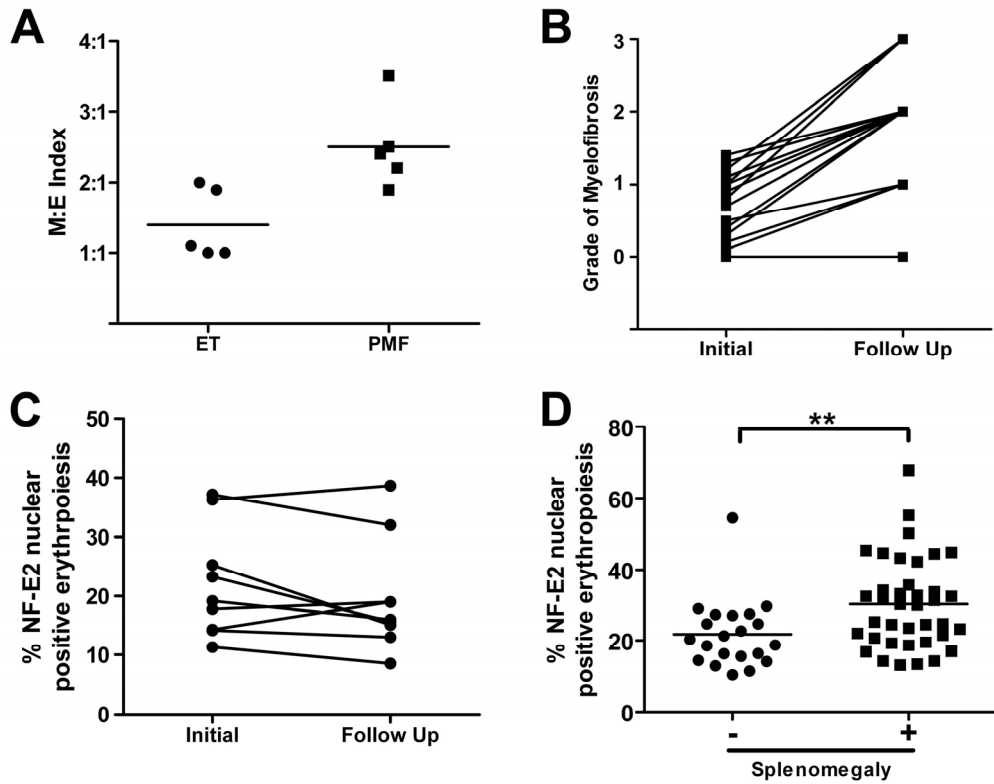 A
4:1
3:1
2:1
1:1
M:E Index
ET
PMF
B
3
2
1
0
Grade of Myelofibrosis
Initial
Follow Up
C
50
40
30
20
10
0
% NF-E2 nuclear
positive erythrpoiesis
Initial
Follow Up
D
80
60
40
20
0
% NF-E2 nuclear
positive erythropoiesis
**
-
+
Splenomegaly